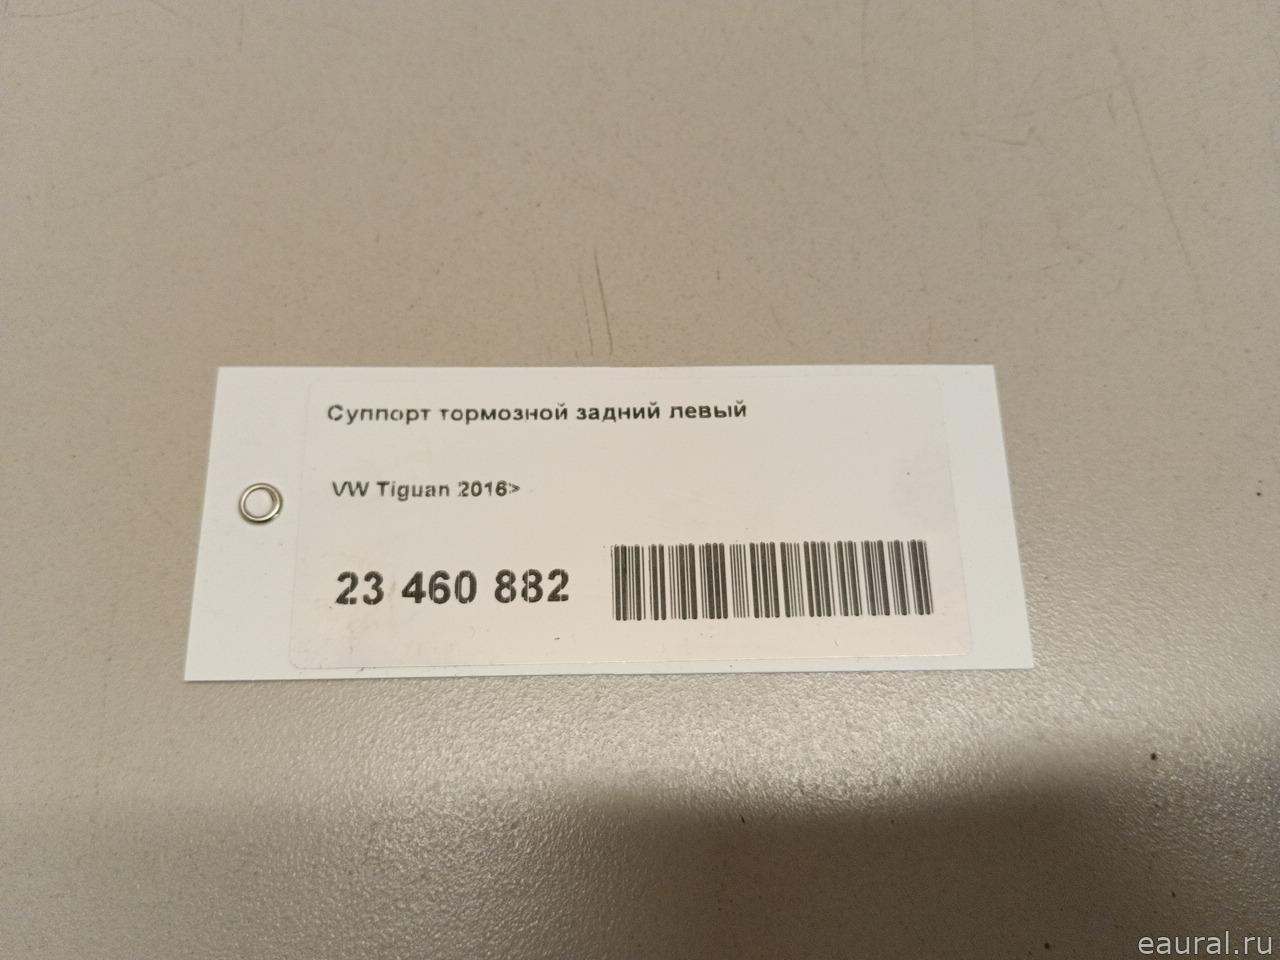 Суппорт тормозной задний левый
VW Tiguan 2016>
23 460 882
eaural.ru